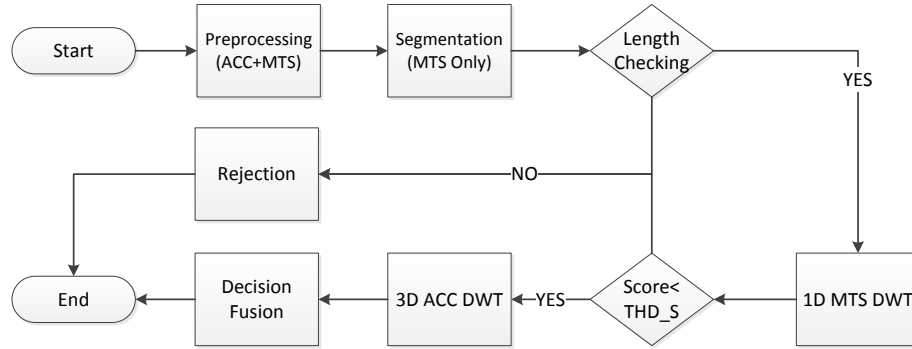 Start
Preprocessing
(ACC+MTS)
Segmentation
(MTS Only)
Length
Checking
YES
Rejection
NO
End
Decision
Fusion
3D ACC DWT
YES
Score<
THD_S
1D MTS DWT